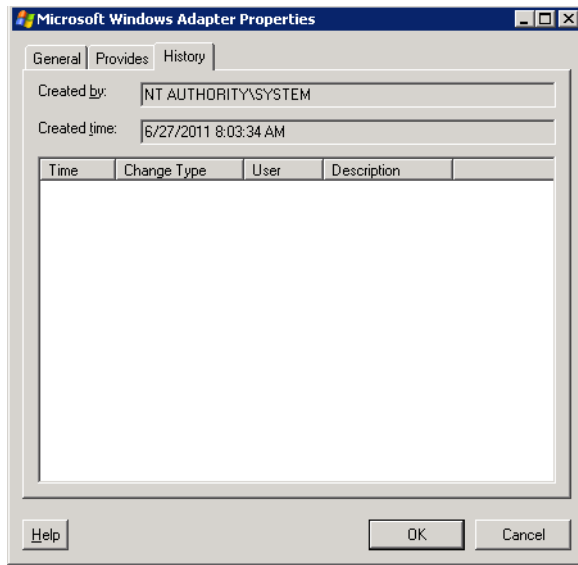 Microsoft Windows Adapter Properties
General Provides History
Created by: NT AUTHORITY\SYSTEM
Created time: 6/27/2011 8:03:34 AM
Time Change Type User Description
Help OK Cancel